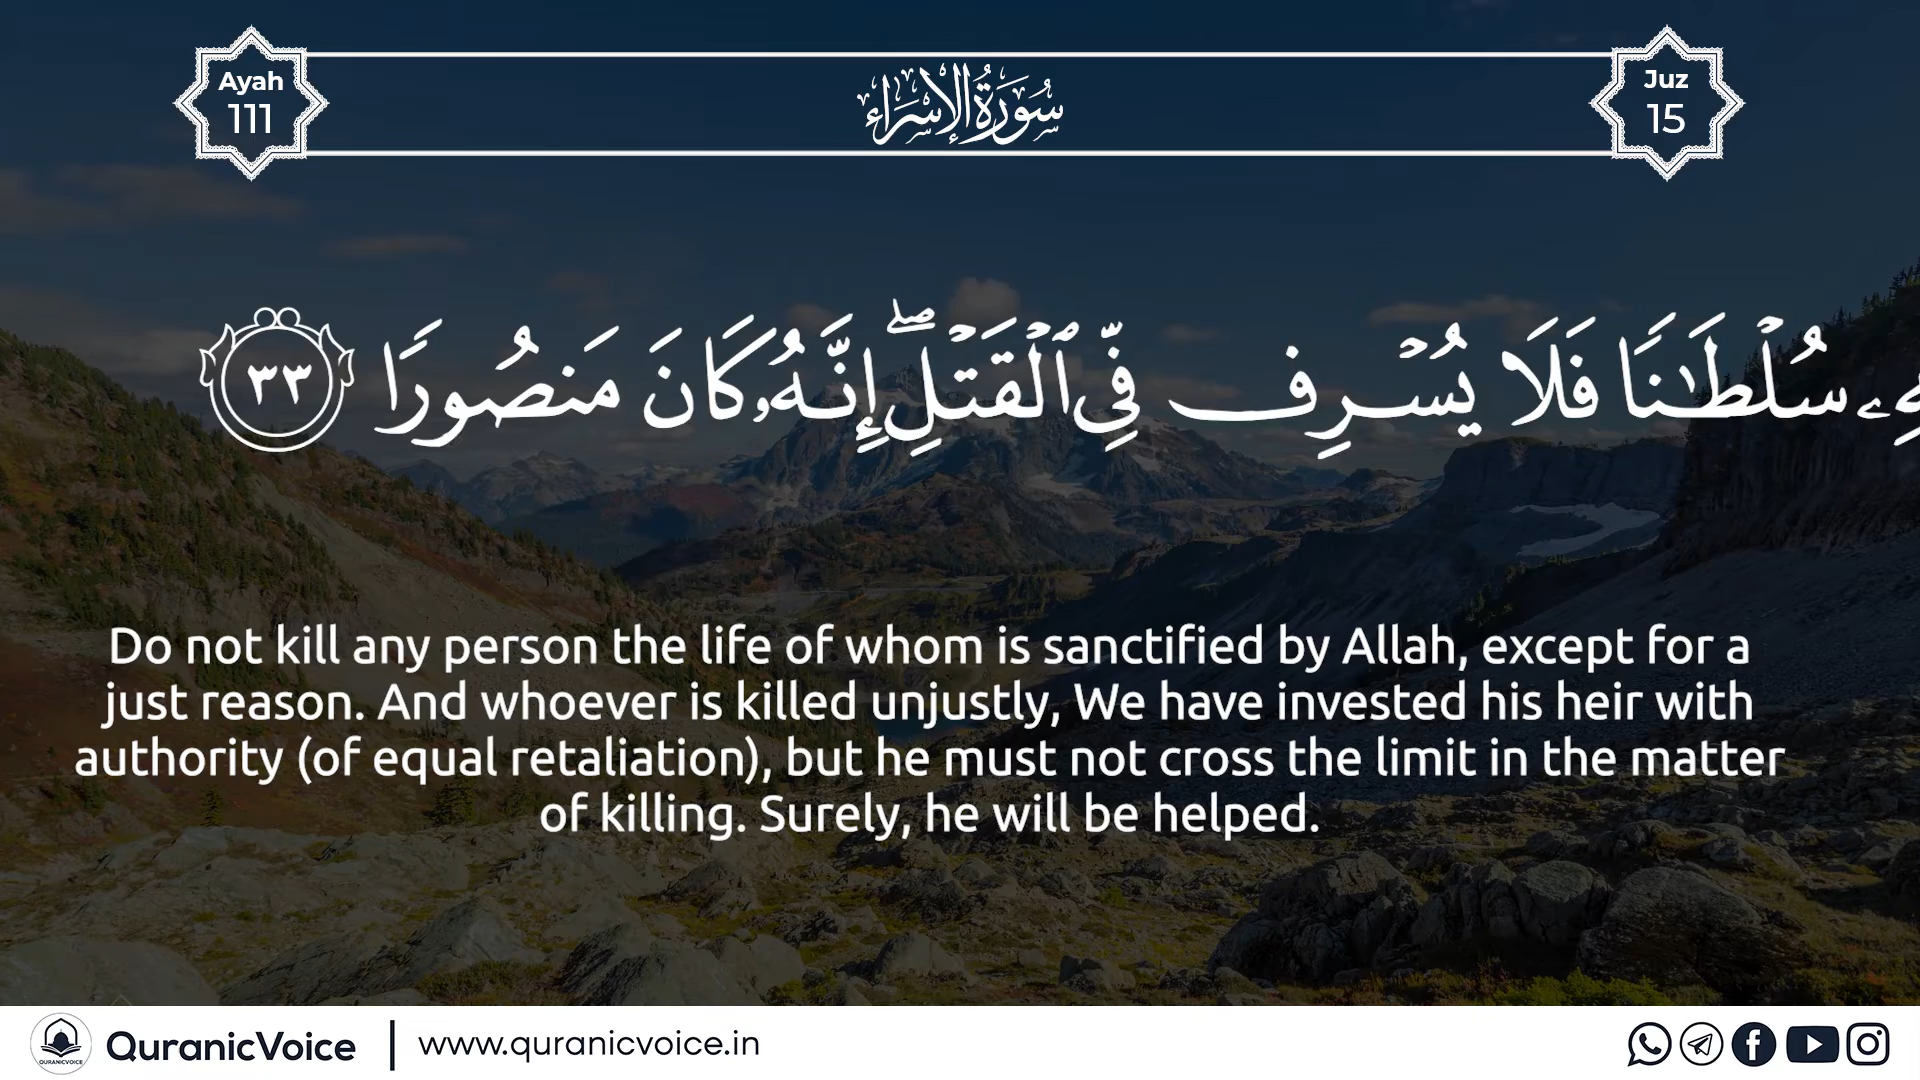 Ayah
111
سُورَةُ الإِسْرَاء
Juz
15
سُلْطَـٰنًا فَلَا يُسْرِف فِّى ٱلْقَتْلِ ۖ إِنَّهُۥ كَانَ مَنصُورًا ٣٣
Do not kill any person the life of whom is sanctified by Allah, except for a
just reason. And whoever is killed unjustly, We have invested his heir with
authority (of equal retaliation), but he must not cross the limit in the matter
of killing. Surely, he will be helped.
QURANICVOICE
QuranicVoice | www.quranicvoice.in